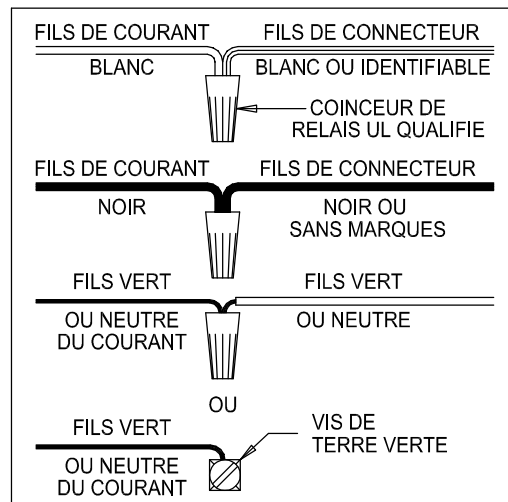 FILS DE COURANT
FILS DE CONNECTEUR
BLANC
BLANC OU IDENTIFIABLE
COINCEUR DE
RELAIS UL QUALIFIE
FILS DE COURANT
FILS DE CONNECTEUR
NOIR
NOIR OU
SANS MARQUES
FILS VERT
FILS VERT
OU NEUTRE
DU COURANT
OU NEUTRE
OU
FILS VERT
VIS DE
TERRE VERTE
OU NEUTRE
DU COURANT